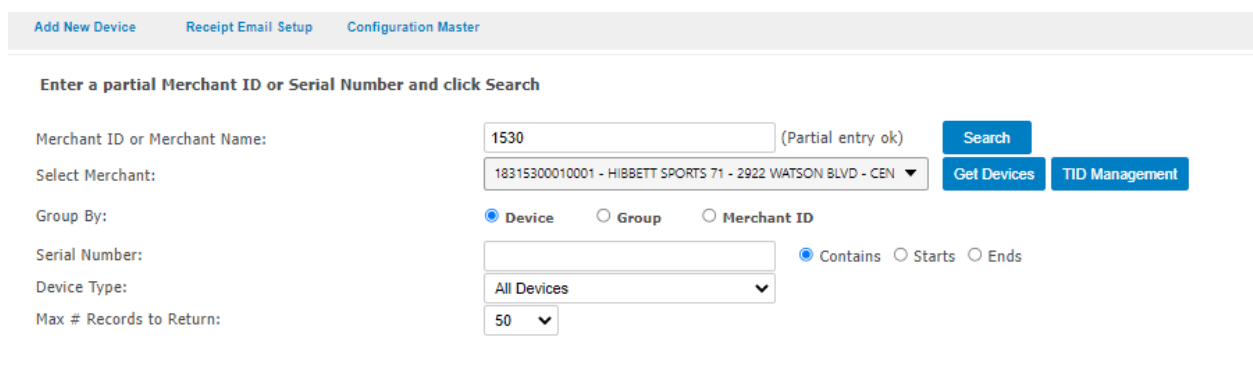 Add New Device Receipt Email Setup Configuration Master
Enter a partial Merchant ID or Serial Number and click Search
Merchant ID or Merchant Name: 1530 (Partial entry ok) Search
Select Merchant: 18315300010001 - HIBBETT SPORTS 71 - 2922 WATSON BLVD - CEN Get Devices TID Management
Group By: Device Group Merchant ID
Serial Number: Contains Starts Ends
Device Type: All Devices
Max # Records to Return: 50